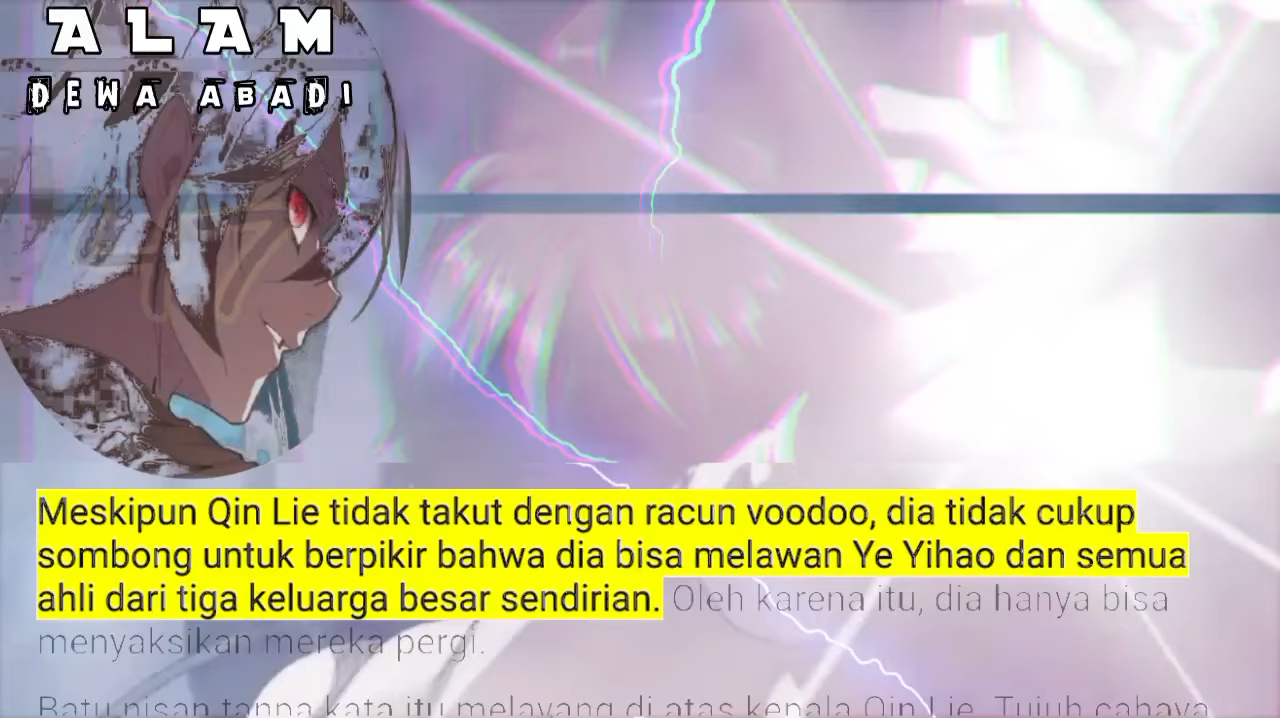 ALAM
DEWA ABADI
Meskipun Qin Lie tidak takut dengan racun voodoo, dia tidak cukup
sombong untuk berpikir bahwa dia bisa melawan Ye Yihao dan semua
ahli dari tiga keluarga besar sendirian. Oleh karena itu, dia hanya bisa
menyaksikan mereka pergi.
Batu nisan tanpa kata itu melayang di atas kepala Qin Lie. Tujuh cahaya